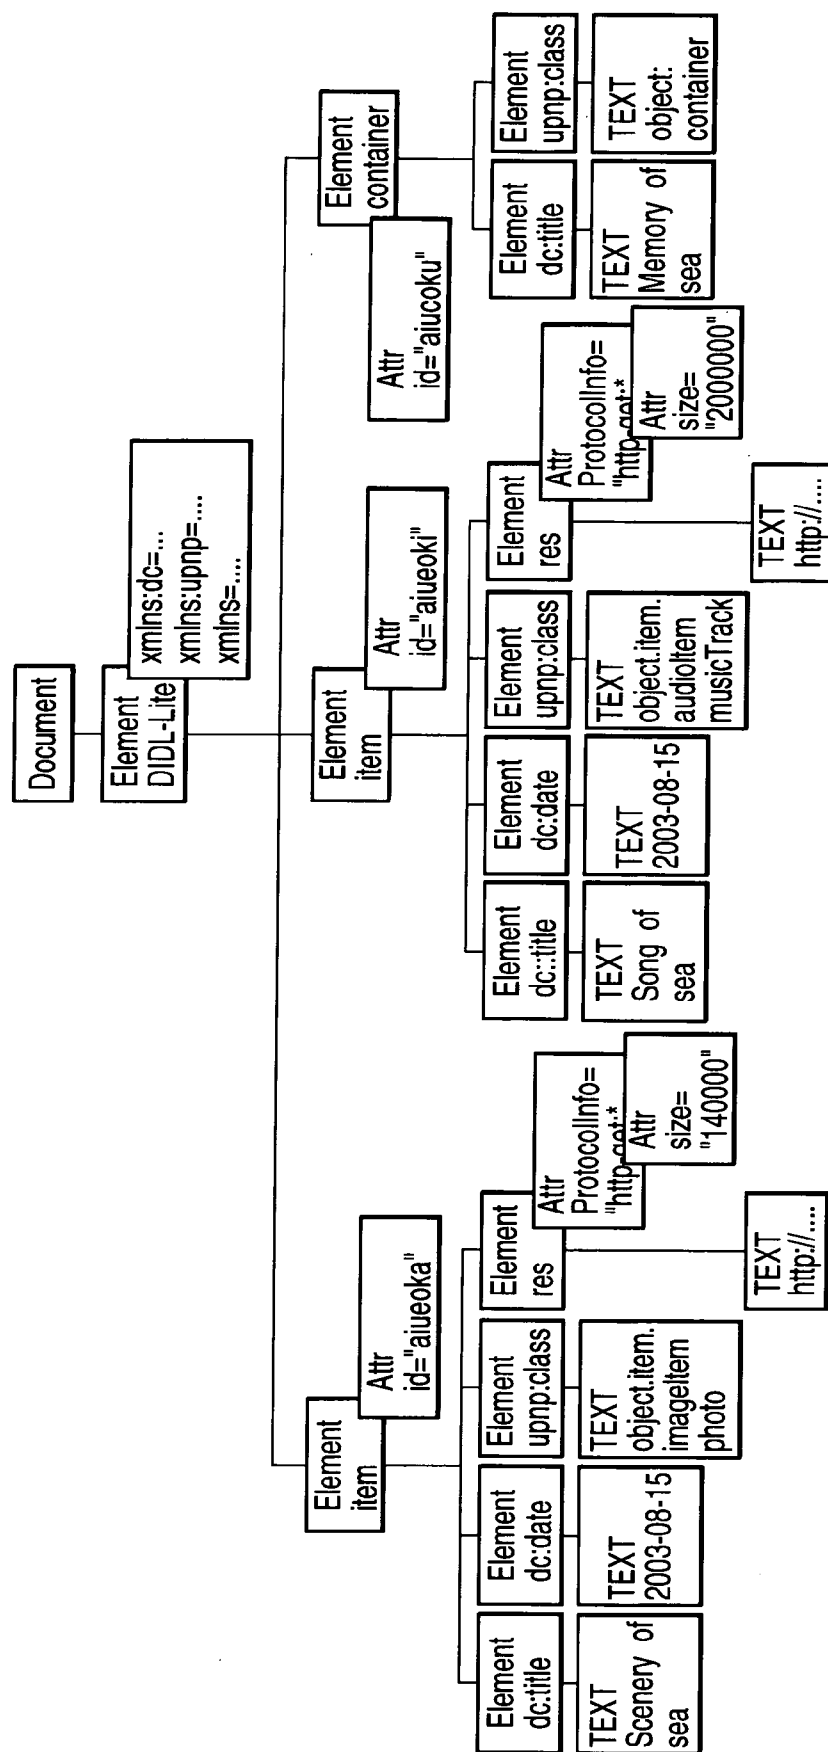 Document
Element
DIDL-Lite
xmlns:dc=...
xmlns:upnp=....
xmlns=....
Element
item
Attr
id="aiueoka"
Element
item
Attr
id="aiueoki"
Element
container
Attr
id="aiucoku"
Element
dc:title
Element
dc:date
Element
upnp:class
Element
res
Attr
ProtocolInfo=
"http-get:*
Attr
size=
"140000"
TEXT
Scenery of
sea
TEXT
2003-08-15
TEXT
object.item.
imageItem
photo
TEXT
http://....
Element
dc::title
Element
dc:date
Element
upnp:class
Element
res
Attr
ProtocolInfo=
"http-get:*
Attr
size=
"2000000"
TEXT
Song of
sea
TEXT
2003-08-15
TEXT
object.item.
audioItem
musicTrack
TEXT
http://....
Element
dc:title
Element
upnp:class
TEXT
Memory of
sea
TEXT
object:
container